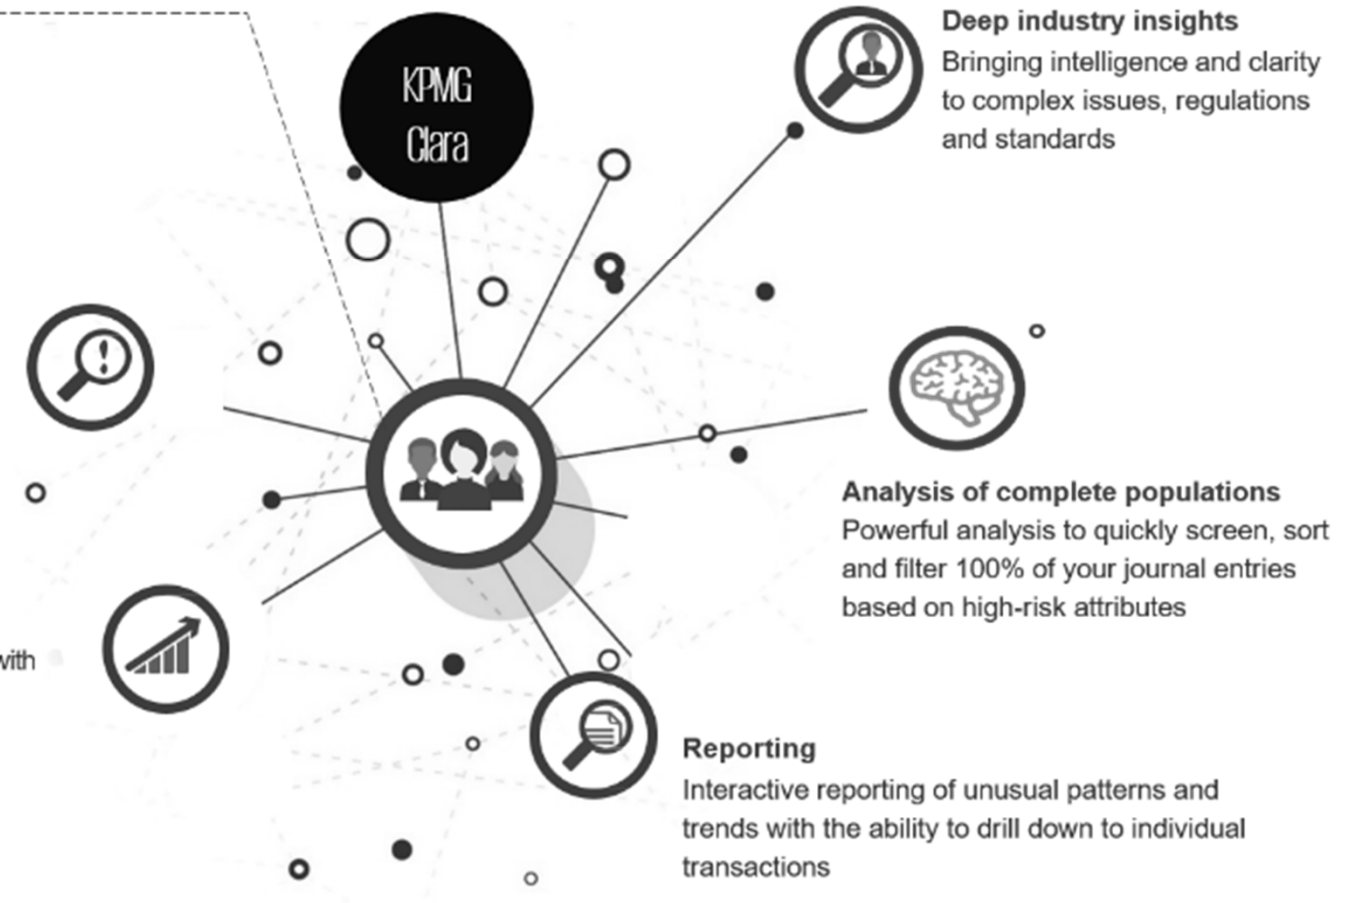 KPMG
Clara
Deep industry insights
Bringing intelligence and clarity
to complex issues, regulations
and standards
Analysis of complete populations
Powerful analysis to quickly screen, sort
and filter 100% of your journal entries
based on high-risk attributes
with
Reporting
Interactive reporting of unusual patterns and
trends with the ability to drill down to individual
transactions